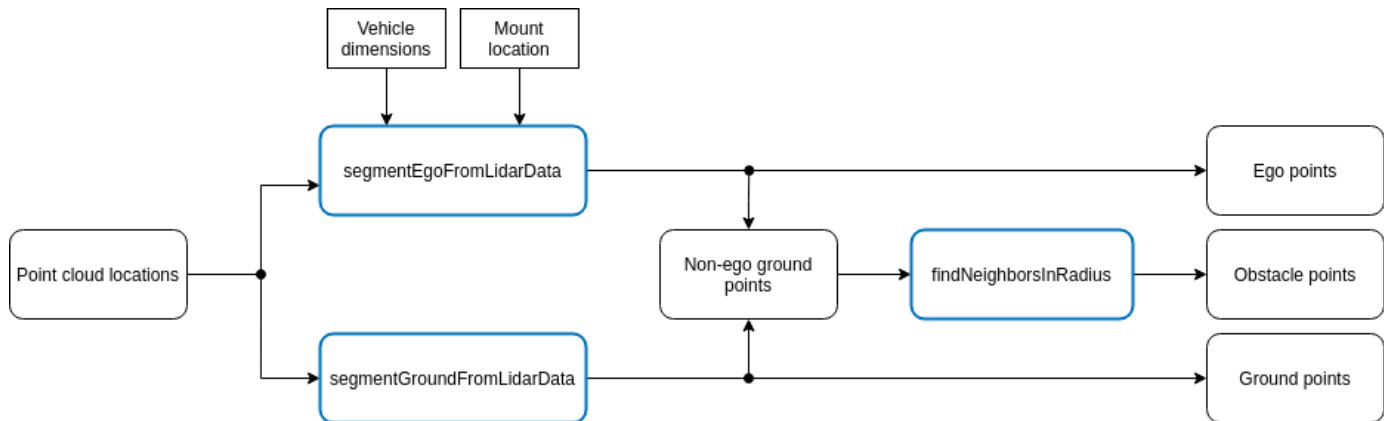 Vehicle
dimensions
Mount
location
segmentEgoFromLidarData
Ego points
Point cloud locations
Non-ego ground
points
findNeighborsInRadius
Obstacle points
segmentGroundFromLidarData
Ground points